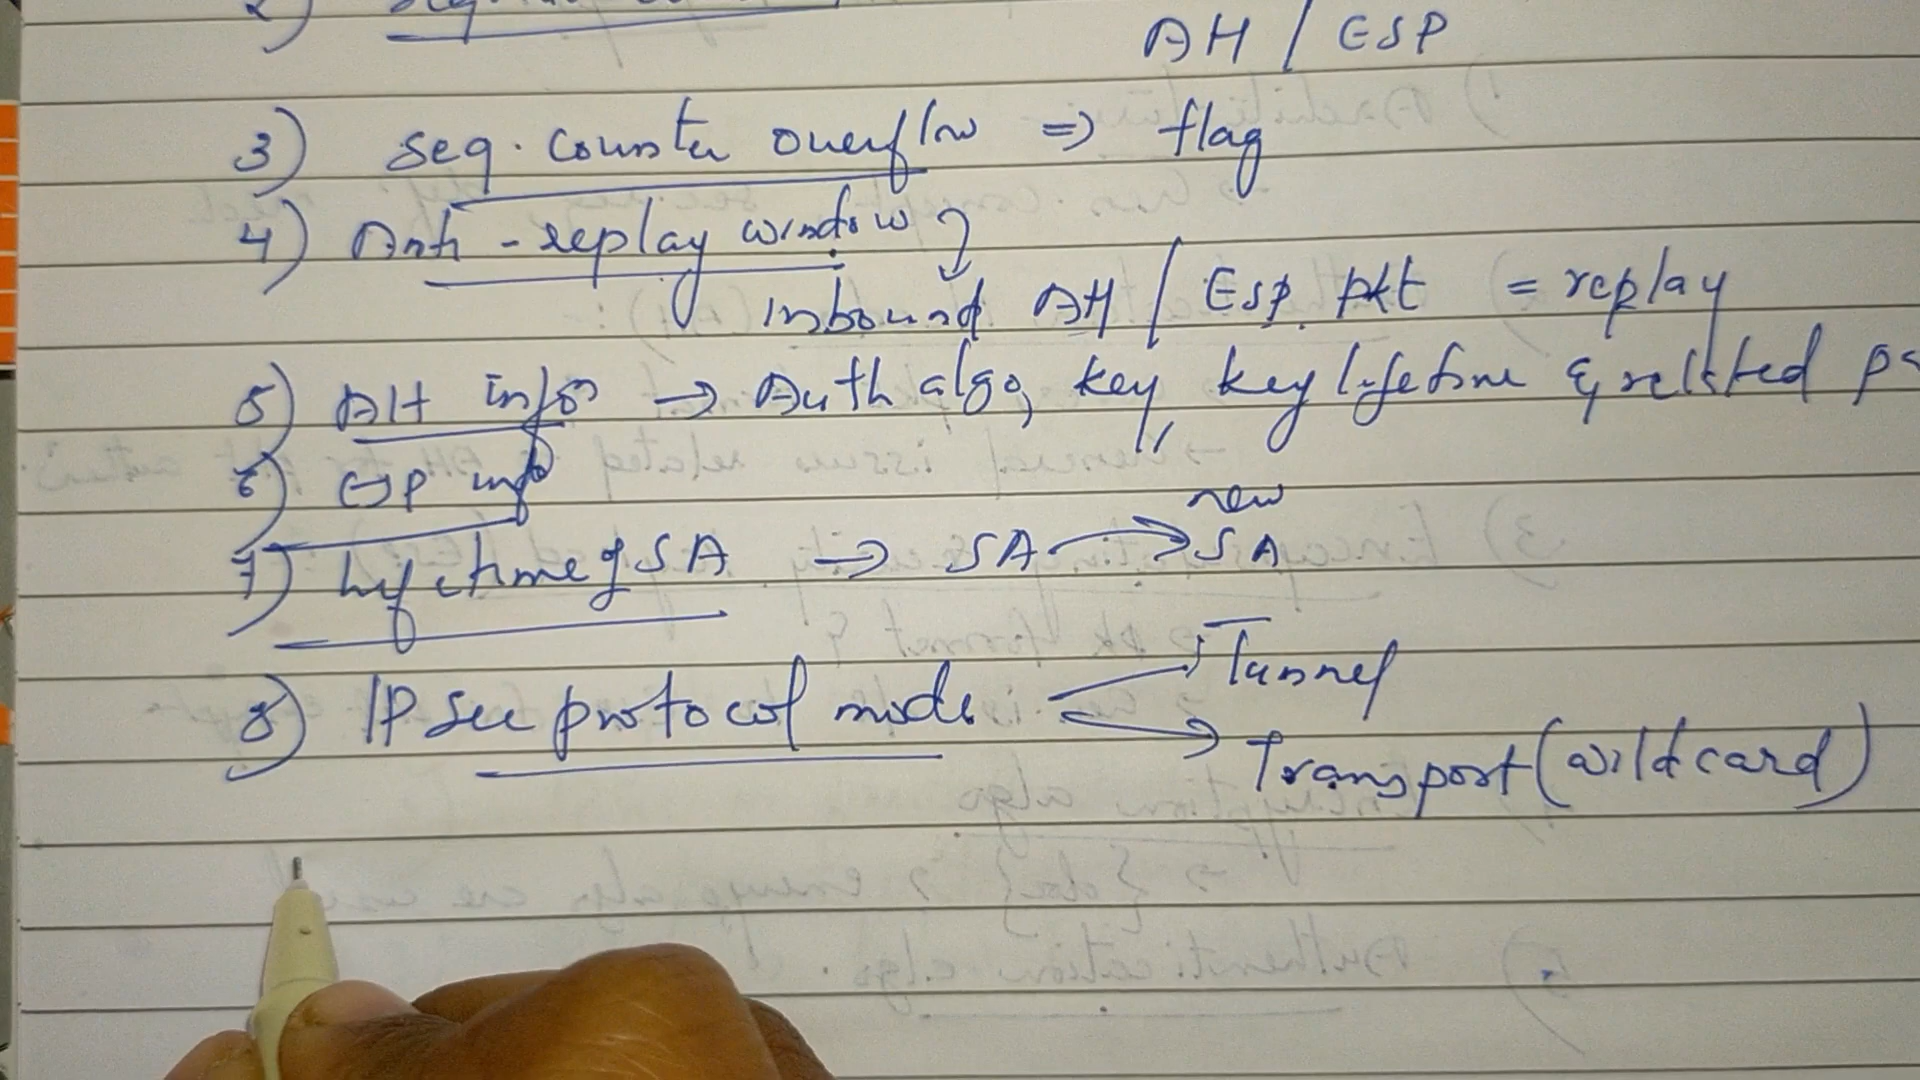 2)
AH / ESP
3) Seq. Counter overflow => flag
4) Anti-replay window
inbound AH / ESP pkt = replay
5) AH info → Auth algo, key, key lifetime & related
6) ESP info
7) Lifetime of SA → SA → new SA
8) IPSec protocol mode → Tunnel
→ Transport (wildcard)